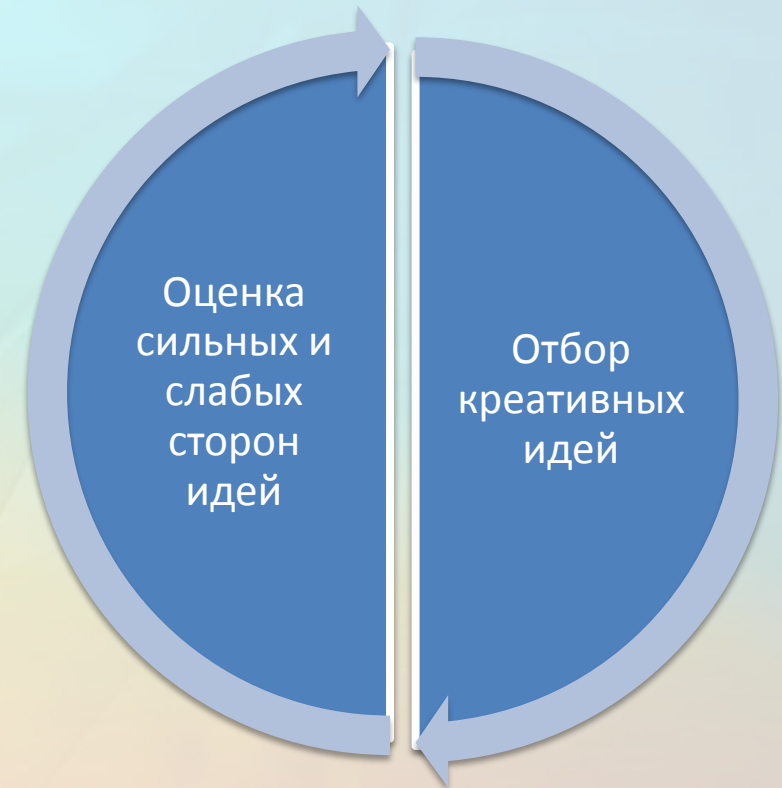 Оценка
сильных и
слабых
сторон
идей
Отбор
креативных
идей